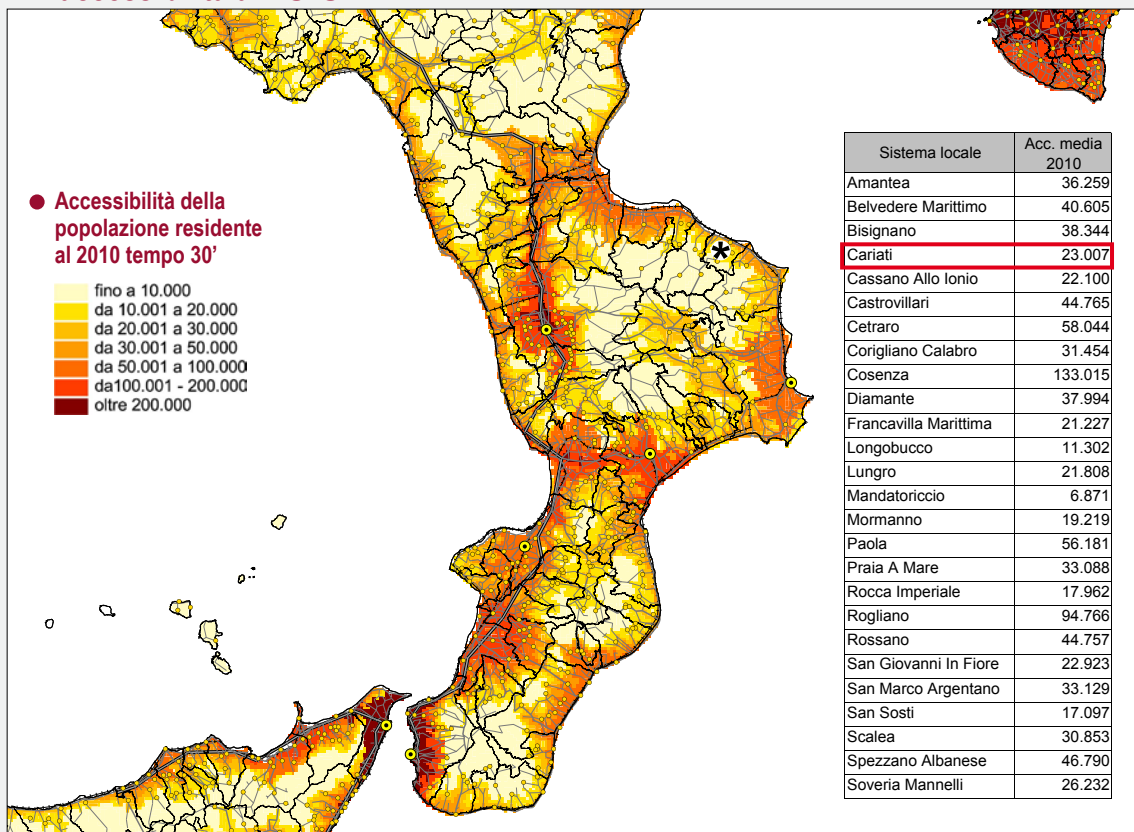 ● Accessibilità della
popolazione residente
al 2010 tempo 30'
fino a 10.000
da 10.001 a 20.000
da 20.001 a 30.000
da 30.001 a 50.000
da 50.001 a 100.000
da100.001 - 200.000
oltre 200.000
*
Sistema locale Acc. media
2010
Amantea 36.259
Belvedere Marittimo 40.605
Bisignano 38.344
Cariati 23.007
Cassano Allo Ionio 22.100
Castrovillari 44.765
Cetraro 58.044
Corigliano Calabro 31.454
Cosenza 133.015
Diamante 37.994
Francavilla Marittima 21.227
Longobucco 11.302
Lungro 21.808
Mandatoriccio 6.871
Mormanno 19.219
Paola 56.181
Praia A Mare 33.088
Rocca Imperiale 17.962
Rogliano 94.766
Rossano 44.757
San Giovanni In Fiore 22.923
San Marco Argentano 33.129
San Sosti 17.097
Scalea 30.853
Spezzano Albanese 46.790
Soveria Mannelli 26.232